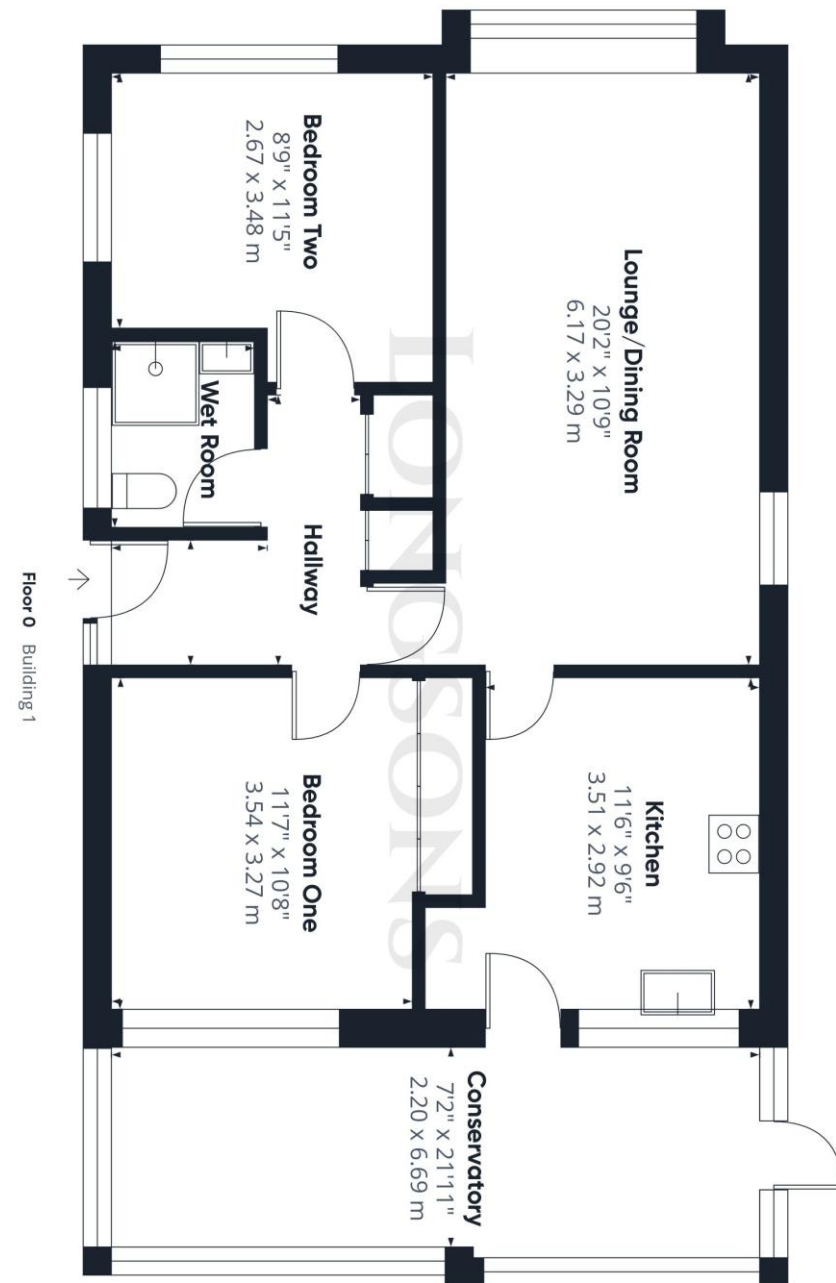 Lounge/Dining Room
20'2" x 10'9"
6.17 x 3.29 m
Kitchen
11'6" x 9'6"
3.51 x 2.92 m
Conservatory
7'2" x 21'11"
2.20 x 6.69 m
LONGSONS
Bedroom Two
8'9" x 11'5"
2.67 x 3.48 m
Hallway
Bedroom One
11'7" x 10'8"
3.54 x 3.27 m
Wet Room
Floor 0 Building 1